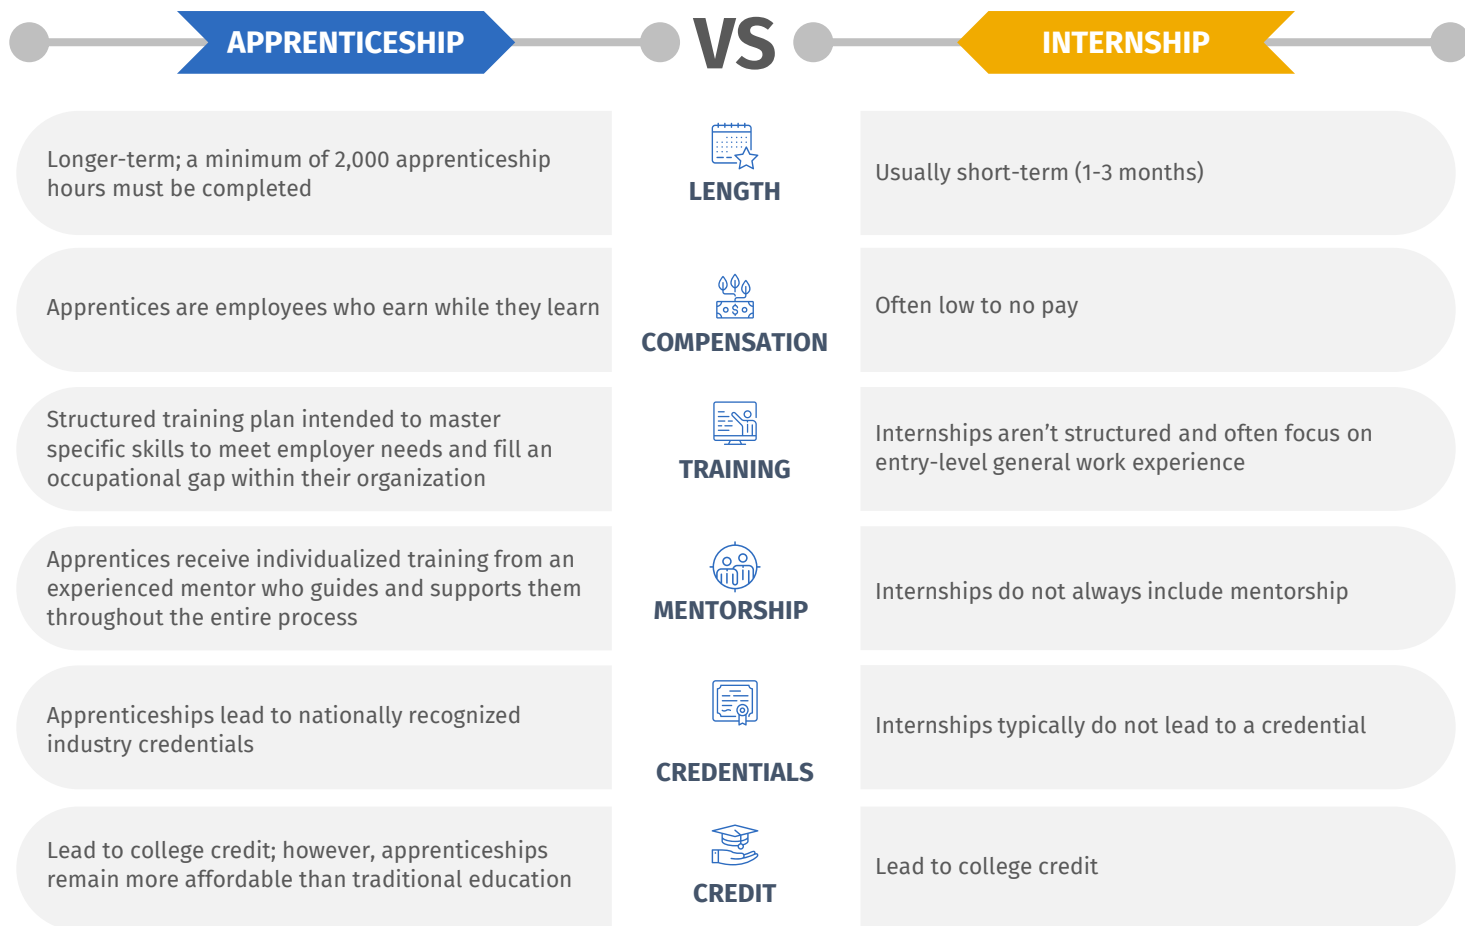 APPRENTICESHIP
VS
INTERNSHIP
Longer-term; a minimum of 2,000 apprenticeship
hours must be completed
LENGTH
Usually short-term (1-3 months)
Apprentices are employees who earn while they learn
COMPENSATION
Often low to no pay
Structured training plan intended to master
specific skills to meet employer needs and fill an
occupational gap within their organization
TRAINING
Internships aren’t structured and often focus on
entry-level general work experience
Apprentices receive individualized training from an
experienced mentor who guides and supports them
throughout the entire process
MENTORSHIP
Internships do not always include mentorship
Apprenticeships lead to nationally recognized
industry credentials
CREDENTIALS
Internships typically do not lead to a credential
Lead to college credit; however, apprenticeships
remain more affordable than traditional education
CREDIT
Lead to college credit